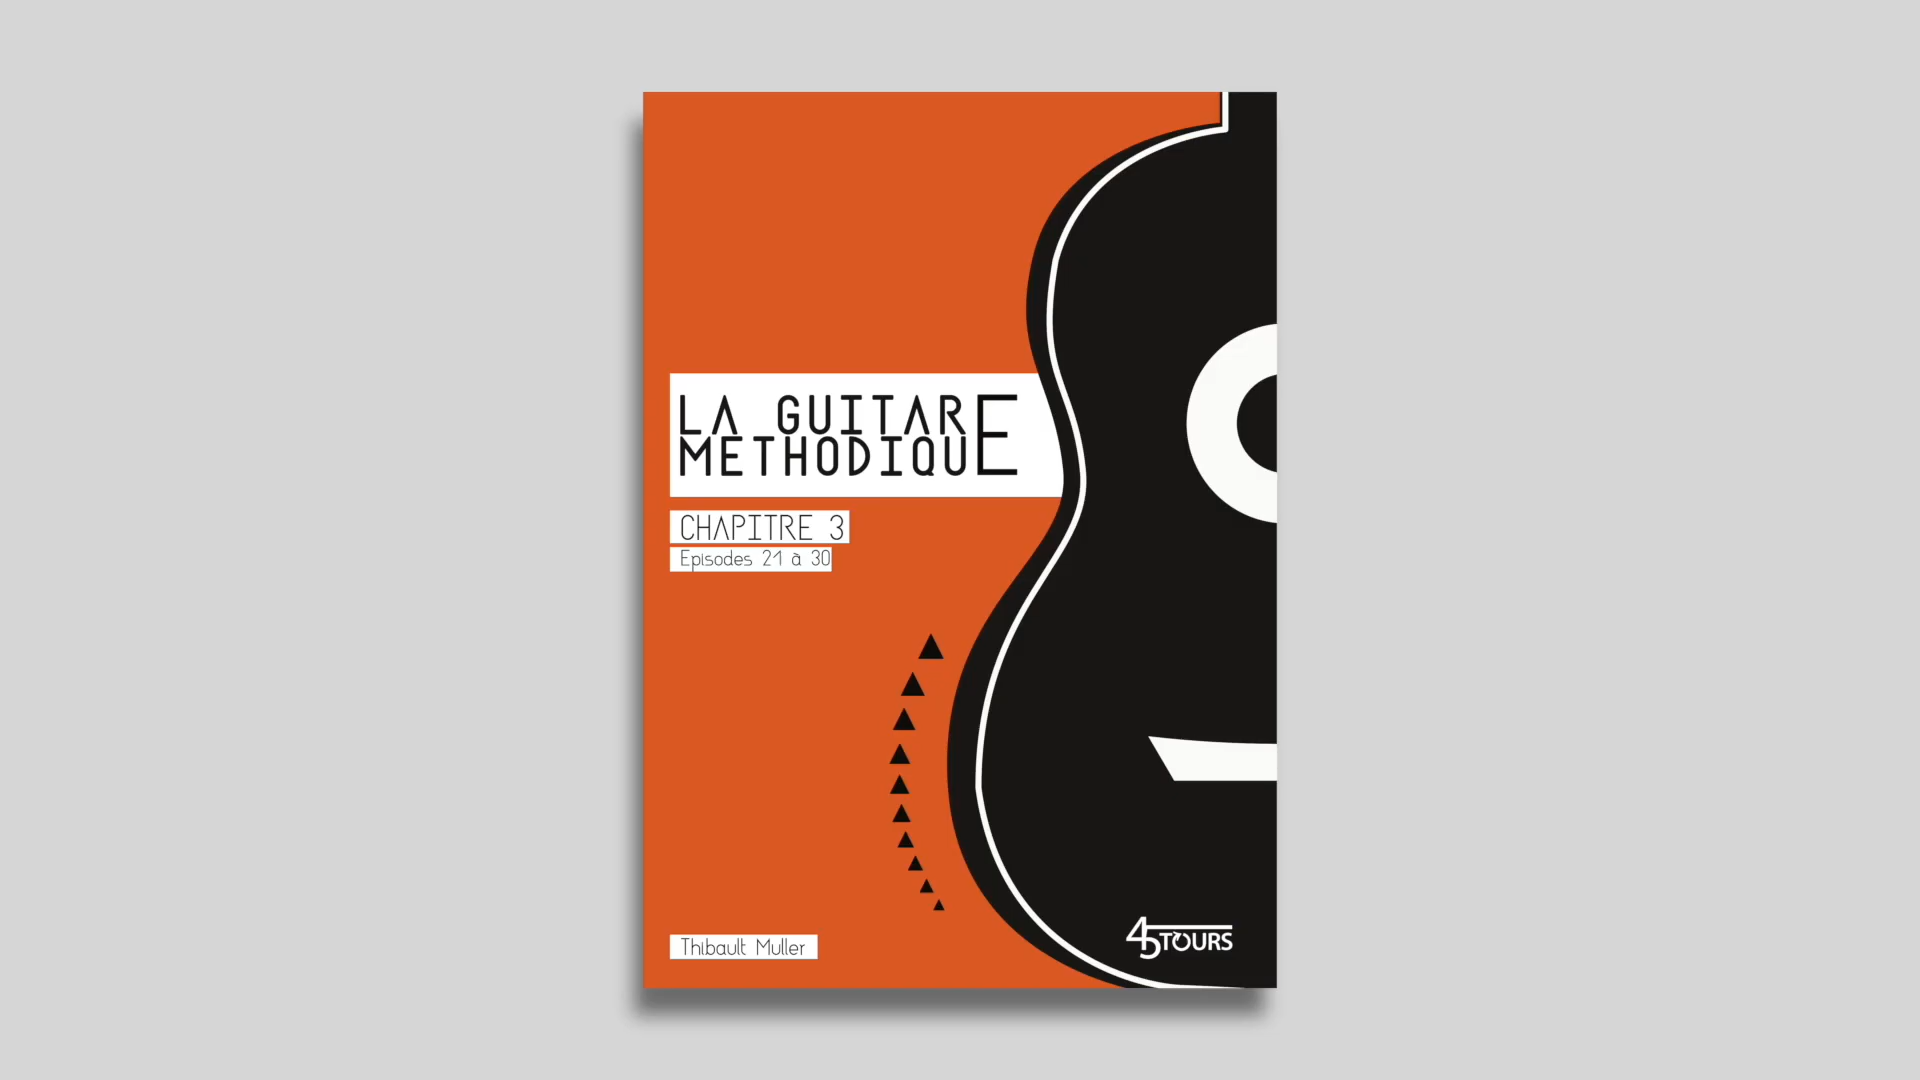 LA GUITARE
METHODIQUE
CHAPITRE 3
Episodes 21 à 30
Thibault Muller
45TOURS